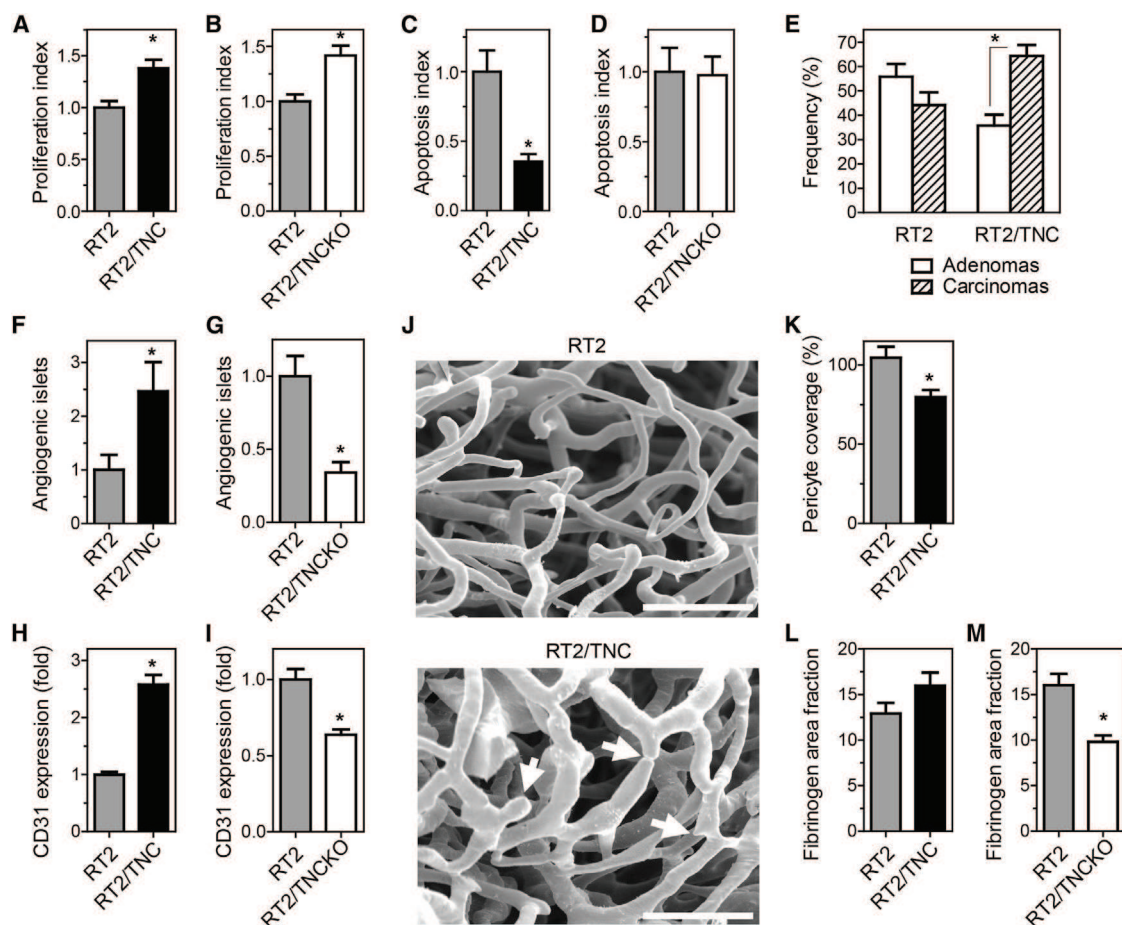 A
Proliferation index
1.5
1.0
0.5
0.0
*
RT2
RT2/TNC
B
Proliferation index
1.5
1.0
0.5
0.0
*
RT2
RT2/TNCKO
C
Apoptosis index
1.0
0.5
0
*
RT2
RT2/TNC
D
Apoptosis index
1.0
0.5
0
RT2
RT2/TNCKO
E
Frequency (%)
70
60
50
40
30
20
10
0
*
RT2
RT2/TNC
Adenomas
Carcinomas
F
Angiogenic islets
3
2
1
0
*
RT2
RT2/TNC
G
Angiogenic islets
1.0
0.5
0.0
*
RT2
RT2/TNCKO
H
CD31 expression (fold)
3
2
1
0
*
RT2
RT2/TNC
I
CD31 expression (fold)
1.0
0.5
0.0
*
RT2
RT2/TNCKO
J
RT2
RT2/TNC
K
Pericyte coverage (%)
100
50
0
*
RT2
RT2/TNC
L
Fibrinogen area fraction
20
15
10
5
0
RT2
RT2/TNC
M
Fibrinogen area fraction
20
15
10
5
0
*
RT2
RT2/TNCKO